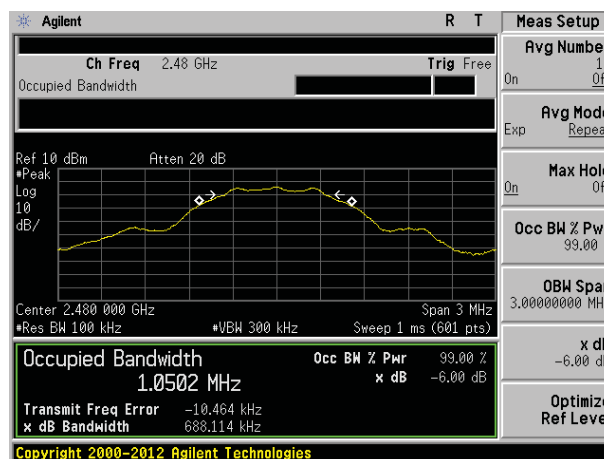 Agilent R T Meas Setup
Avg Number
1
On Of
Ch Freq 2.48 GHz Trig Free
Occupied Bandwidth
Avg Mode
Exp Repea
Ref 10 dBm Atten 20 dB
#Peak
Log
10
dB/
Max Hol
On Of
Occ BW % Pw
99.00
OBW Spa
3.00000000 MH
Center 2.480 000 GHz Span 3 MHz
#Res BW 100 kHz #VBW 300 kHz Sweep 1 ms (601 pts)
x d
-6.00 d
Occupied Bandwidth Occ BW % Pwr 99.00 %
1.0502 MHz x dB -6.00 dB
Transmit Freq Error -10.464 kHz
x dB Bandwidth 688.114 kHz
Optimiz
Ref Leve
Copyright 2000-2012 Agilent Technologies